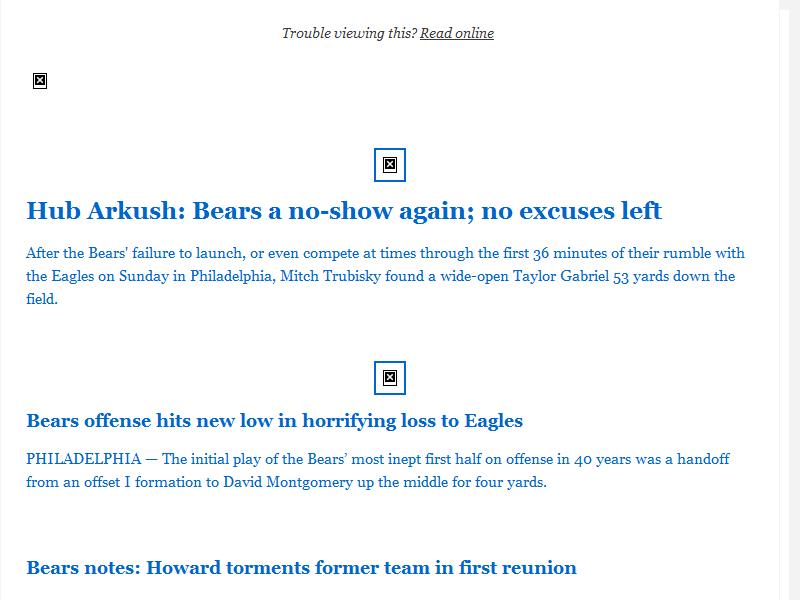 Trouble viewing this? Read online
Hub Arkush: Bears a no-show again; no excuses left
After the Bears' failure to launch, or even compete at times through the first 36 minutes of their rumble with
the Eagles on Sunday in Philadelphia, Mitch Trubisky found a wide-open Taylor Gabriel 53 yards down the
field.
Bears offense hits new low in horrifying loss to Eagles
PHILADELPHIA — The initial play of the Bears’ most inept first half on offense in 40 years was a handoff
from an offset I formation to David Montgomery up the middle for four yards.
Bears notes: Howard torments former team in first reunion